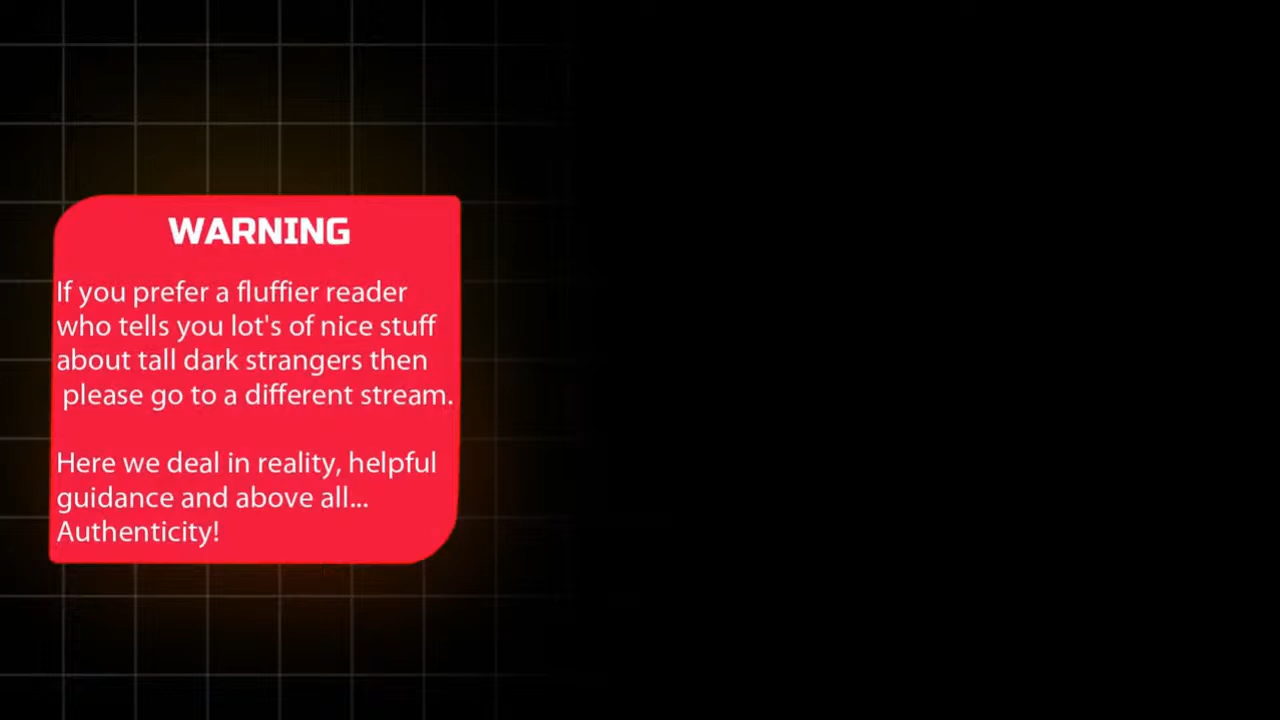 WARNING
If you prefer a fluffier reader
who tells you lot's of nice stuff
about tall dark strangers then
please go to a different stream.
Here we deal in reality, helpful
guidance and above all...
Authenticity!